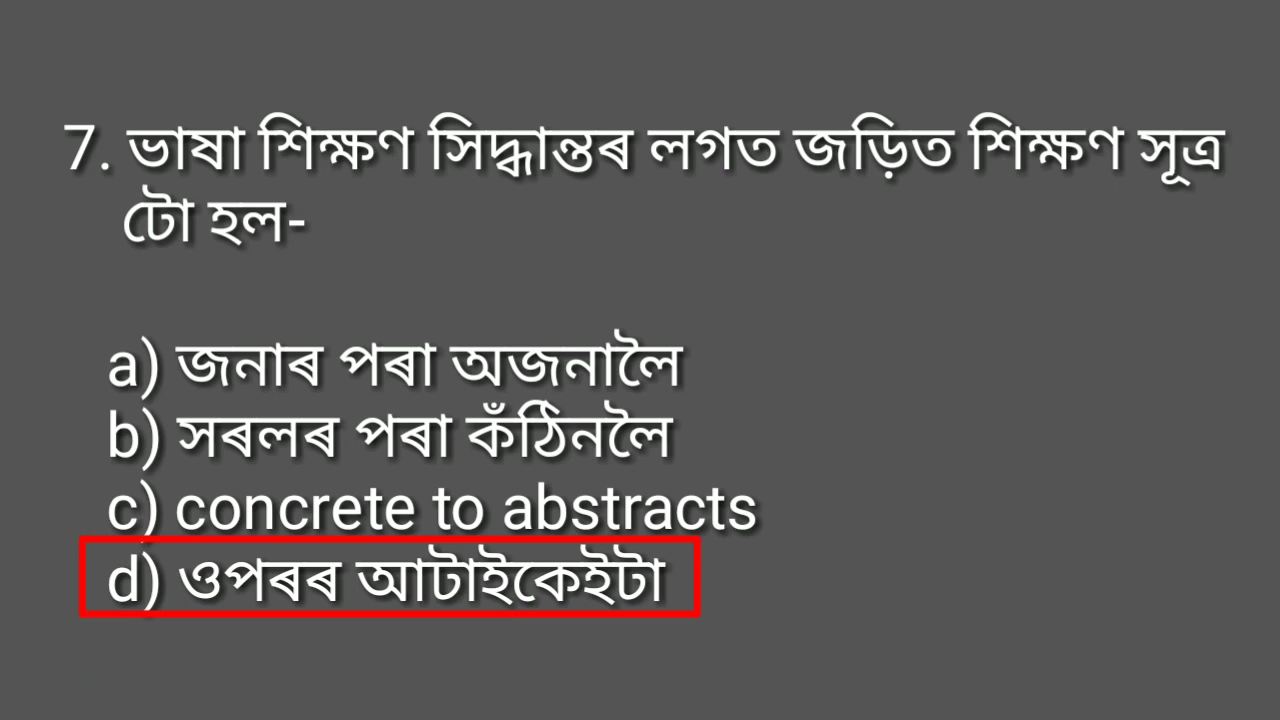 7. ভাষা শিক্ষণ সিদ্ধান্তৰ লগত জড়িত শিক্ষণ সূত্ৰ
টো হল-
a) জনাৰ পৰা অজনালৈ
b) সৰলৰ পৰা কঁঠিনলৈ
c) concrete to abstracts
d) ওপৰৰ আটাইকেইটা